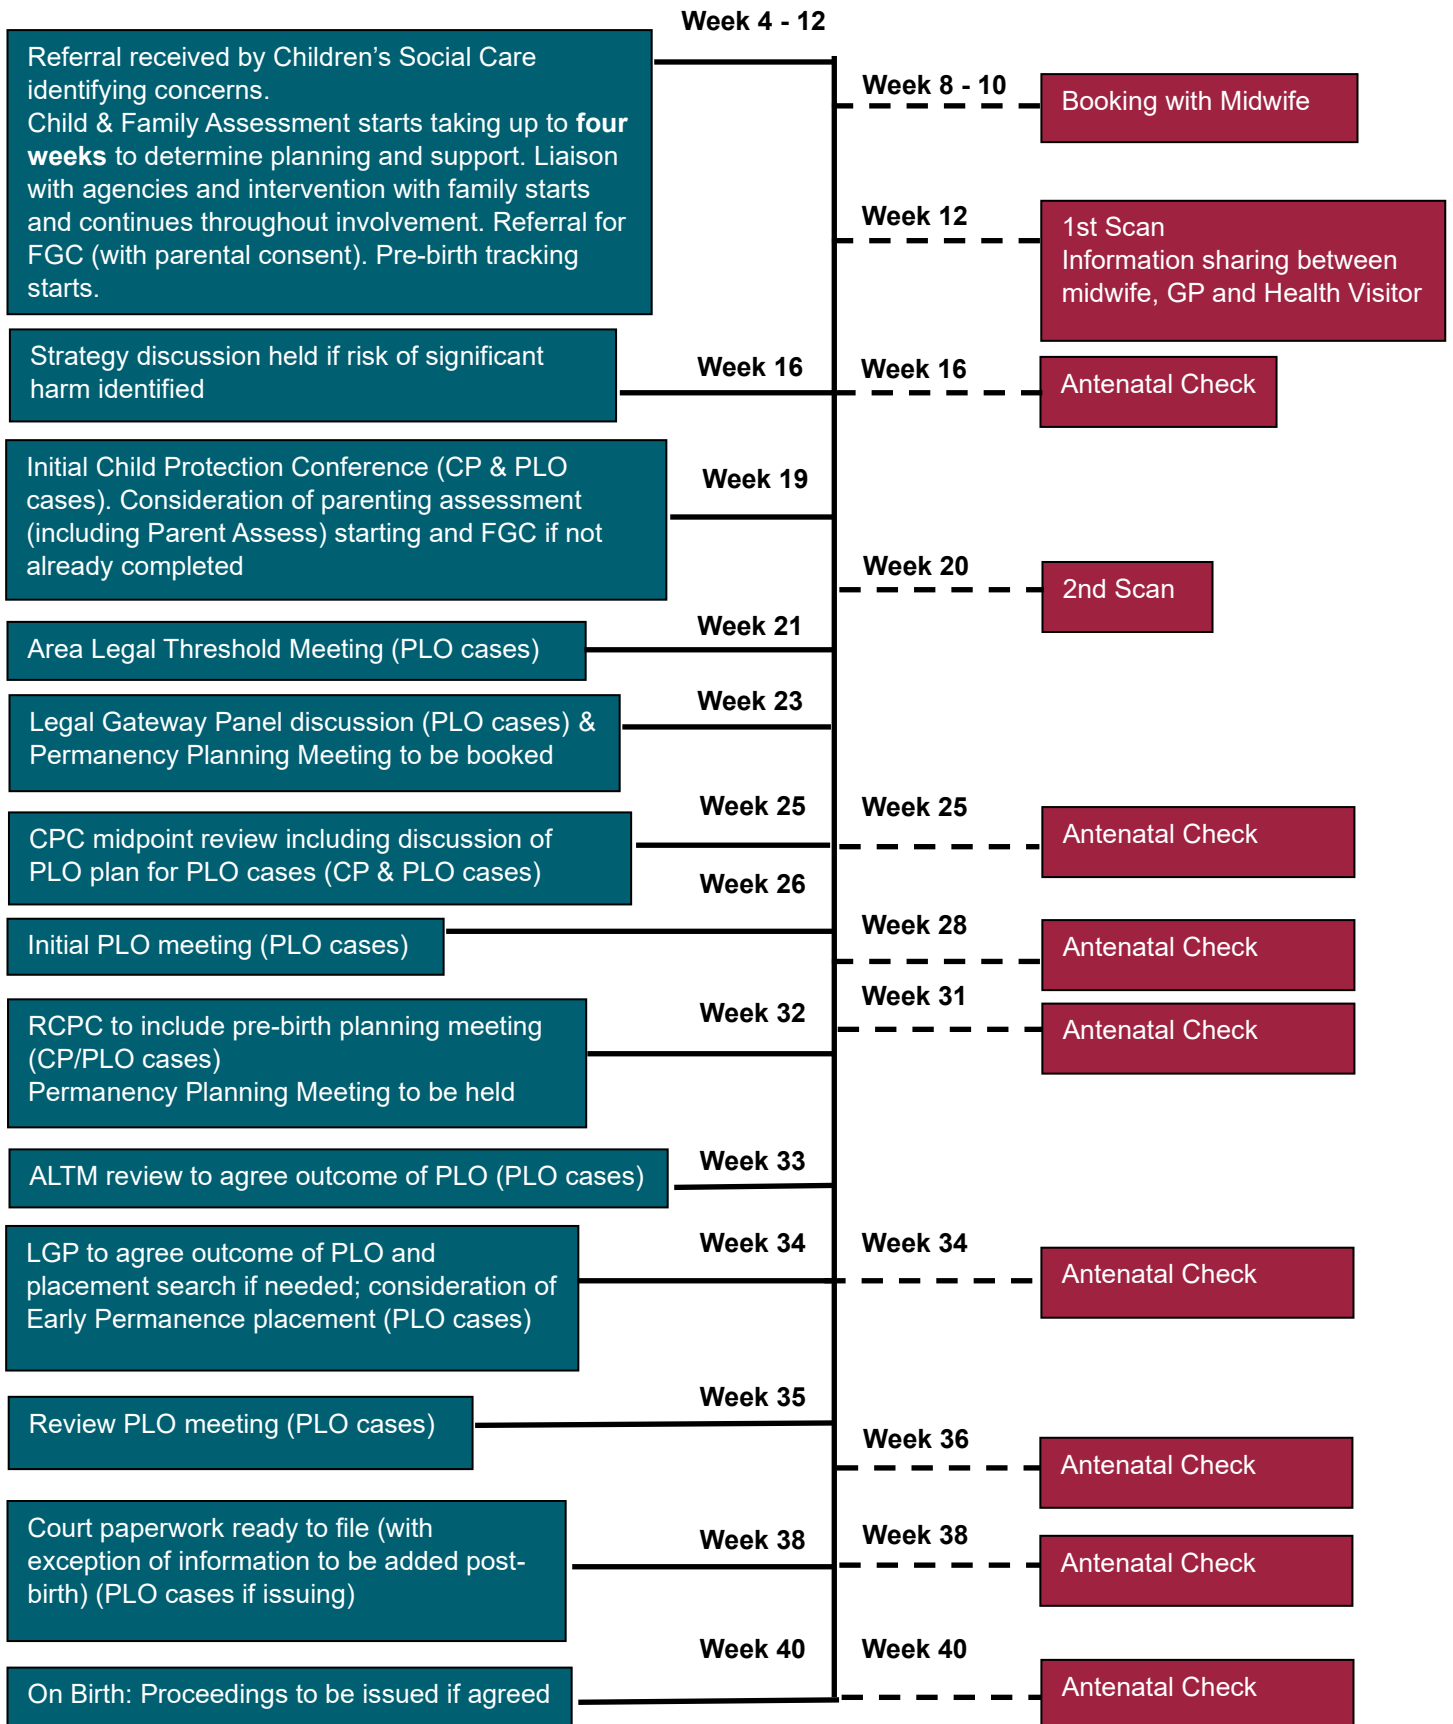 Week 4 - 12
Referral received by Children's Social Care
identifying concerns.
Child & Family Assessment starts taking up to four
weeks to determine planning and support. Liaison
with agencies and intervention with family starts
and continues throughout involvement. Referral for
FGC (with parental consent). Pre-birth tracking
starts.
Week 8 - 10
Booking with Midwife
Week 12
1st Scan
Information sharing between
midwife, GP and Health Visitor
Strategy discussion held if risk of significant
harm identified
Week 16
Week 16
Antenatal Check
Initial Child Protection Conference (CP & PLO
cases). Consideration of parenting assessment
(including Parent Assess) starting and FGC if not
already completed
Week 19
Week 20
2nd Scan
Week 21
Area Legal Threshold Meeting (PLO cases)
Week 23
Legal Gateway Panel discussion (PLO cases) &
Permanency Planning Meeting to be booked
Week 25
CPC midpoint review including discussion of
PLO plan for PLO cases (CP & PLO cases)
Week 25
Antenatal Check
Week 26
Initial PLO meeting (PLO cases)
Week 28
Antenatal Check
Week 31
Antenatal Check
Week 32
RCPC to include pre-birth planning meeting
(CP/PLO cases)
Permanency Planning Meeting to be held
Week 33
ALTM review to agree outcome of PLO (PLO cases)
Week 34
LGP to agree outcome of PLO and
placement search if needed; consideration of
Early Permanence placement (PLO cases)
Week 34
Antenatal Check
Week 35
Review PLO meeting (PLO cases)
Week 36
Antenatal Check
Court paperwork ready to file (with
exception of information to be added post-
birth) (PLO cases if issuing)
Week 38
Week 38
Antenatal Check
Week 40
On Birth: Proceedings to be issued if agreed
Week 40
Antenatal Check